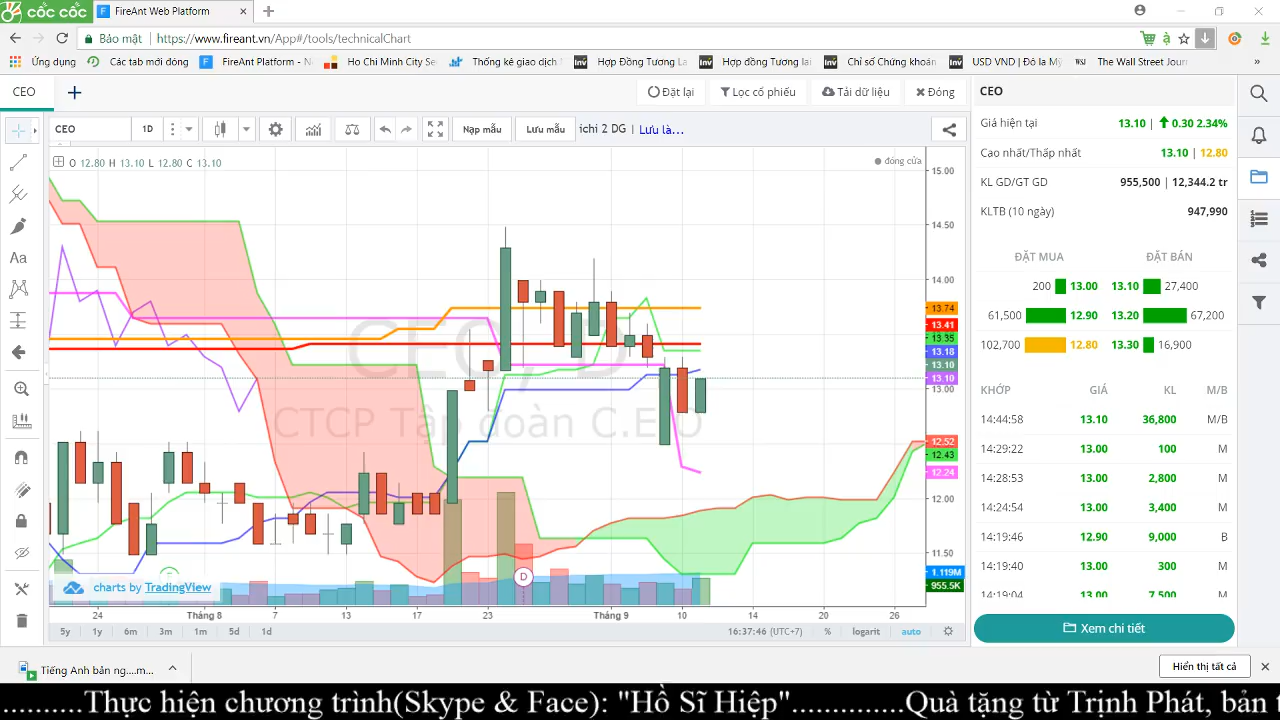 cốc cốc
FireAnt Web Platform
Bảo mật
https://www.fireant.vn/App#/tools/technicalChart
Ứng dụng
Các tab mới đóng
FireAnt Platform - N
Ho Chi Minh City Se
Thống kê giao dịch
Hợp Đồng Tương La
Hợp đồng Tương lai
Chỉ số Chứng khoán
USD VND | Đô la Mỹ
The Wall Street Jour
CEO
Đặt lại
Lọc cổ phiếu
Tải dữ liệu
Đóng
CEO
1D
Nạp mẫu
Lưu mẫu
ichi 2 DG
Lưu là...
O 12.80 H 13.10 L 12.80 C 13.10
đóng cửa
CEO, D
CTCP Tập đoàn C.E.O
15.00
14.50
14.00
13.74
13.41
13.35
13.18
13.10
13.10
13.00
12.52
12.43
12.24
12.00
11.50
1.119M
955.5K
D
charts by TradingView
24
Tháng 8
7
13
17
23
Tháng 9
10
14
20
26
5y
1y
6m
3m
1m
5d
1d
16:37:46 (UTC+7)
%
logarit
auto
CEO
Giá hiện tại
13.10 | 0.30 2.34%
Cao nhất/Thấp nhất
13.10 | 12.80
KL GD/GT GD
955,500 | 12,344.2 tr
KLTB (10 ngày)
947,990
ĐẶT MUA
ĐẶT BÁN
200 13.00 13.10 27,400
61,500 12.90 13.20 67,200
102,700 12.80 13.30 16,900
KHỚP GIÁ KL M/B
14:44:58 13.10 36,800 M/B
14:29:22 13.00 100 M
14:28:53 13.00 2,800 M
14:24:54 13.00 3,400 M
14:19:46 12.90 9,000 B
14:19:40 13.00 300 M
14:19:04 13.00 7,500 M
Xem chi tiết
Tiếng Anh bản ng....m...
Hiển thị tất cả
..........Thực hiện chương trình(Skype & Face): "Hồ Sĩ Hiệp"..............Quà tặng từ Trịnh Phát, bản